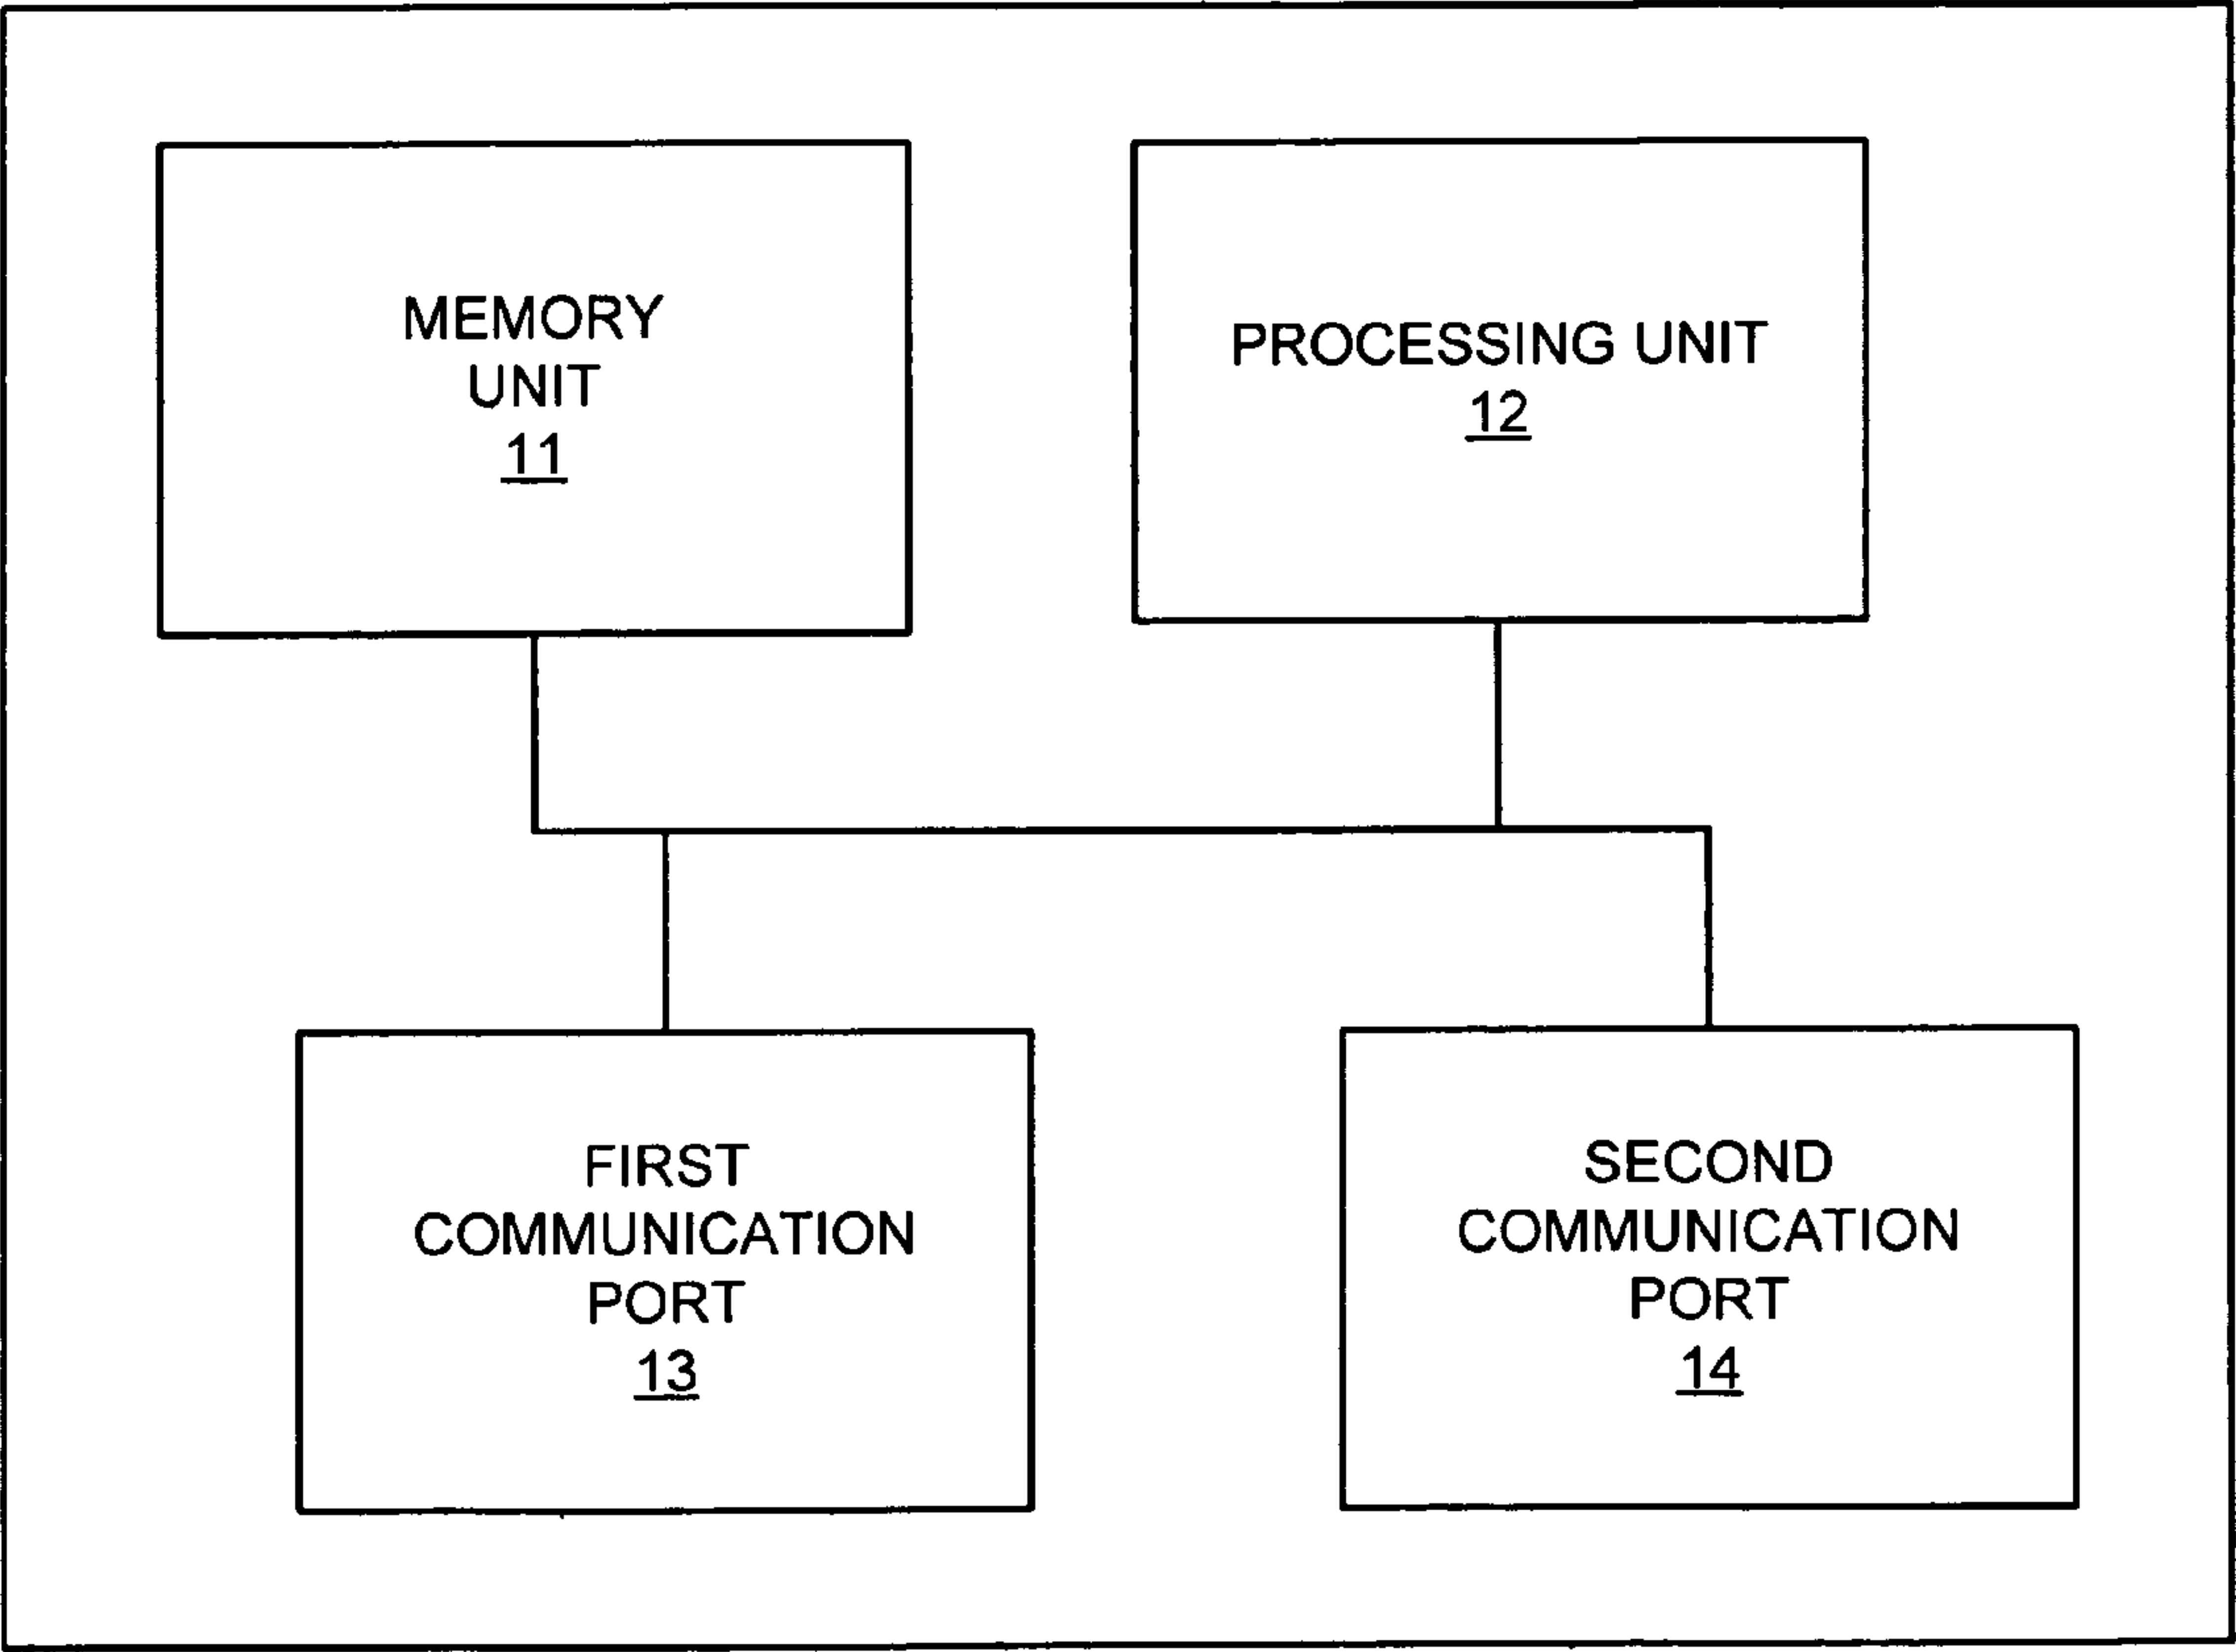 MEMORY
UNIT
11
PROCESSING UNIT
12
FIRST
COMMUNICATION
PORT
13
SECOND
COMMUNICATION
PORT
14